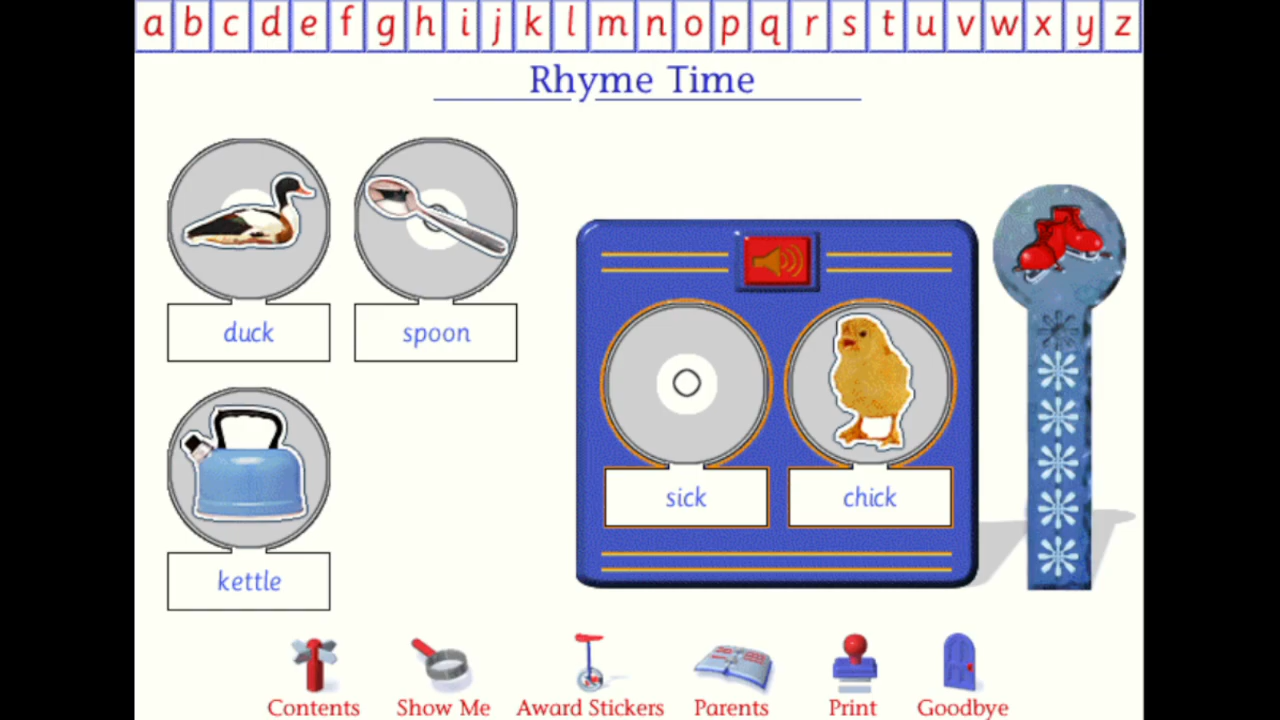 a b c d e f g h i j k l m n o p q r s t u v w x y z
Rhyme Time
duck
spoon
kettle
sick
chick
Contents
Show Me
Award Stickers
Parents
Print
Goodbye